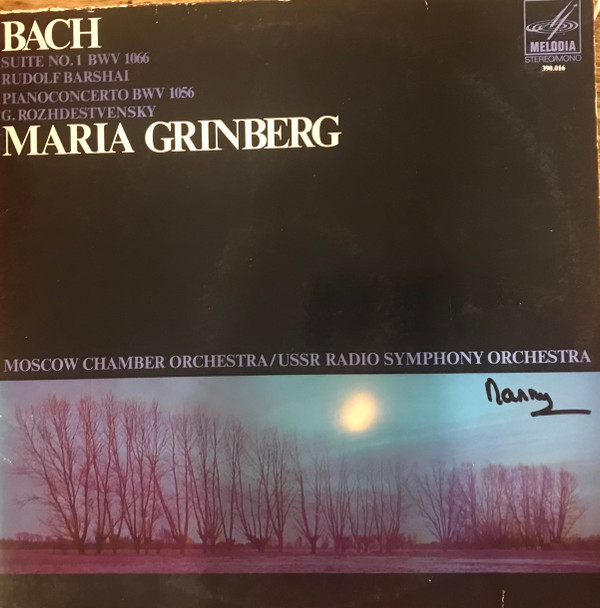 BACH
SUITE NO. 1 BWV 1066
RUDOLF BARSHAI
PIANOCONCERTO BWV 1056
G. ROZHDESTVENSKY
MARIA GRINBERG
MELODIA
STEREO/MONO
390.016
MOSCOW CHAMBER ORCHESTRA/USSR RADIO SYMPHONY ORCHESTRA
Nanny